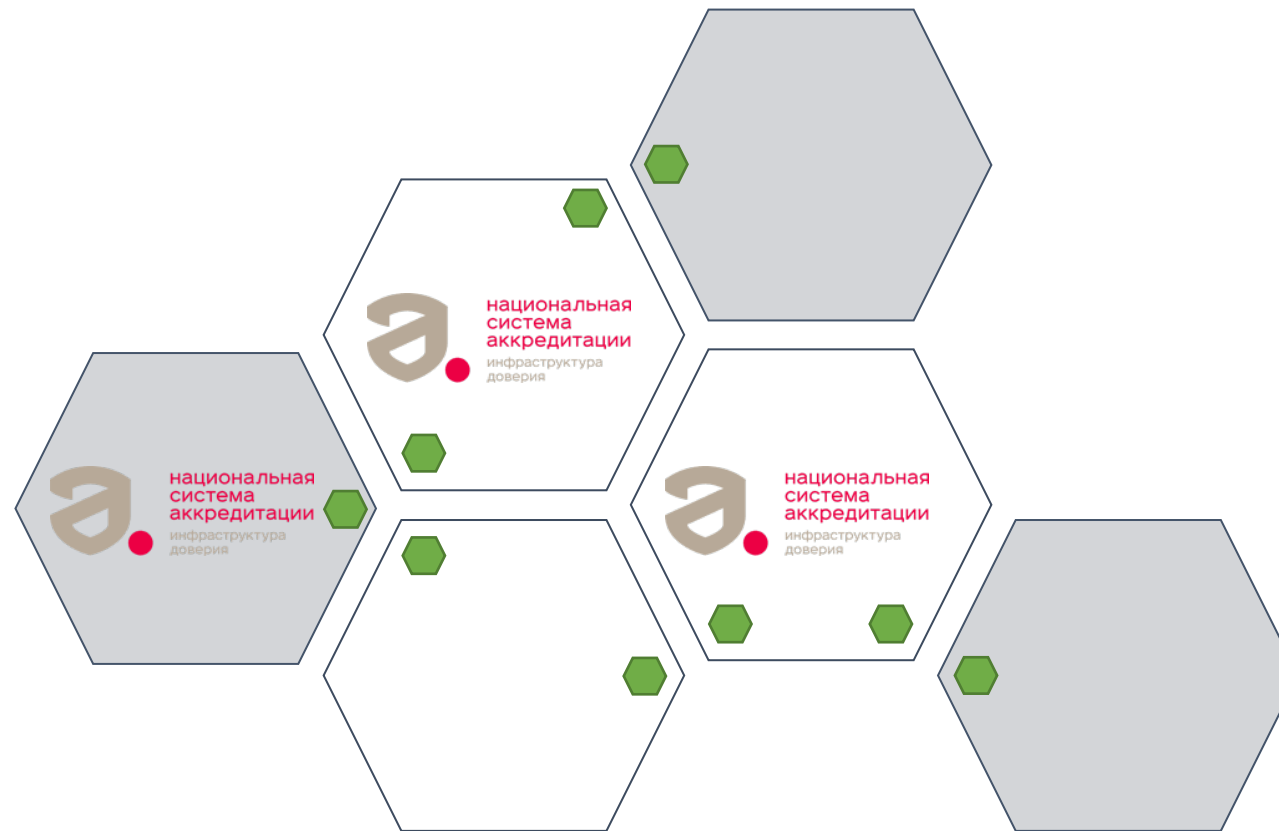 национальная
система
аккредитации
инфраструктура
доверия
национальная
система
аккредитации
инфраструктура
доверия
национальная
система
аккредитации
инфраструктура
доверия